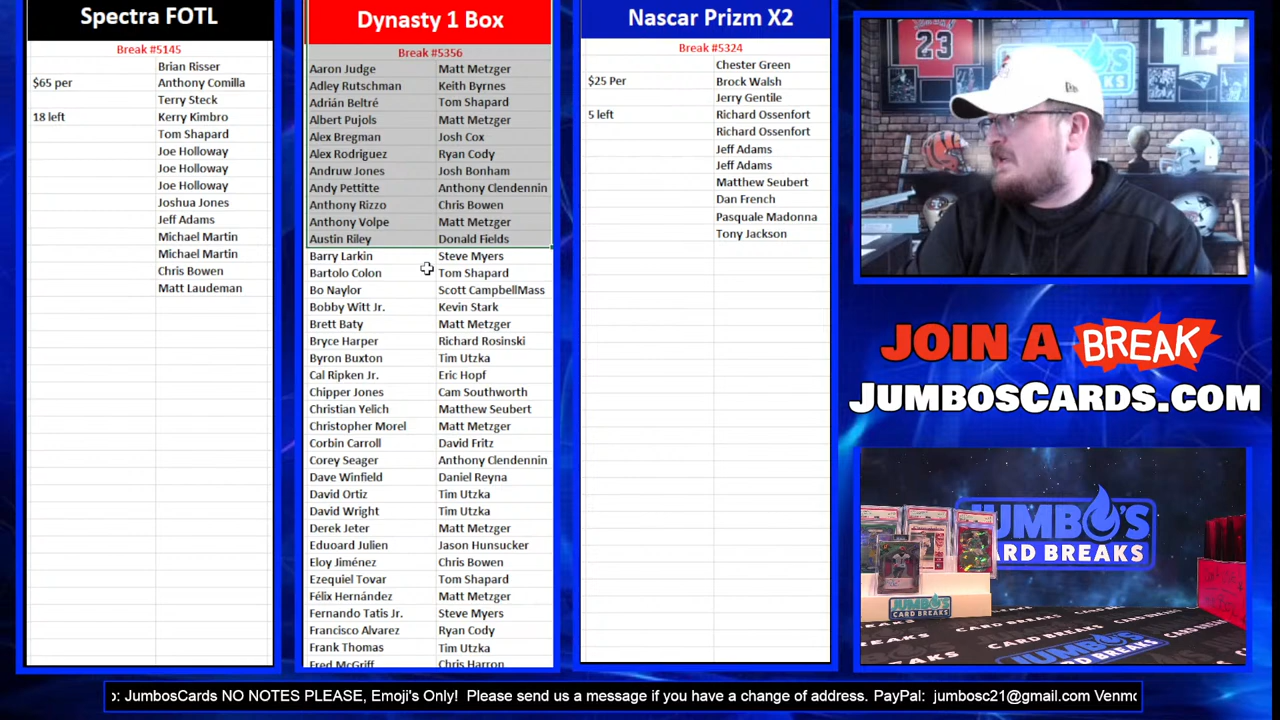 Spectra FOTL
Break #5145
Brian Risser
$65 per Anthony Comilla
Terry Steck
18 left Kerry Kimbro
Tom Shapard
Joe Holloway
Joe Holloway
Joe Holloway
Joshua Jones
Jeff Adams
Michael Martin
Michael Martin
Chris Bowen
Matt Laudeman
Dynasty 1 Box
Break #5356
Aaron Judge Matt Metzger
Adley Rutschman Keith Byrnes
Adrián Beltré Tom Shapard
Albert Pujols Matt Metzger
Alex Bregman Josh Cox
Alex Rodriguez Ryan Cody
Andruw Jones Josh Bonham
Andy Pettitte Anthony Clendennin
Anthony Rizzo Chris Bowen
Anthony Volpe Matt Metzger
Austin Riley Donald Fields
Barry Larkin Steve Myers
Bartolo Colon Tom Shapard
Bo Naylor Scott CampbellMass
Bobby Witt Jr. Kevin Stark
Brett Baty Matt Metzger
Bryce Harper Richard Rosinski
Byron Buxton Tim Utzka
Cal Ripken Jr. Eric Hopf
Chipper Jones Cam Southworth
Christian Yelich Matthew Seubert
Christopher Morel Matt Metzger
Corbin Carroll David Fritz
Corey Seager Anthony Clendennin
Dave Winfield Daniel Reyna
David Ortiz Tim Utzka
David Wright Tim Utzka
Derek Jeter Matt Metzger
Eduoard Julien Jason Hunsucker
Eloy Jiménez Chris Bowen
Ezequiel Tovar Tom Shapard
Félix Hernández Matt Metzger
Fernando Tatis Jr. Steve Myers
Francisco Alvarez Ryan Cody
Frank Thomas Tim Utzka
Fred McGriff Chris Harron
Nascar Prizm X2
Break #5324
Chester Green
$25 Per Brock Walsh
Jerry Gentile
5 left Richard Ossenfort
Richard Ossenfort
Jeff Adams
Jeff Adams
Matthew Seubert
Dan French
Pasquale Madonna
Tony Jackson
23
12
JOIN A BREAK
JUMBOSCARDS.COM
JUMBO'S
CARD BREAKS
JUMBO'S
CARD BREAKS
o: JumbosCards NO NOTES PLEASE, Emoji's Only! Please send us a message if you have a change of address. PayPal: jumbosc21@gmail.com Venmo